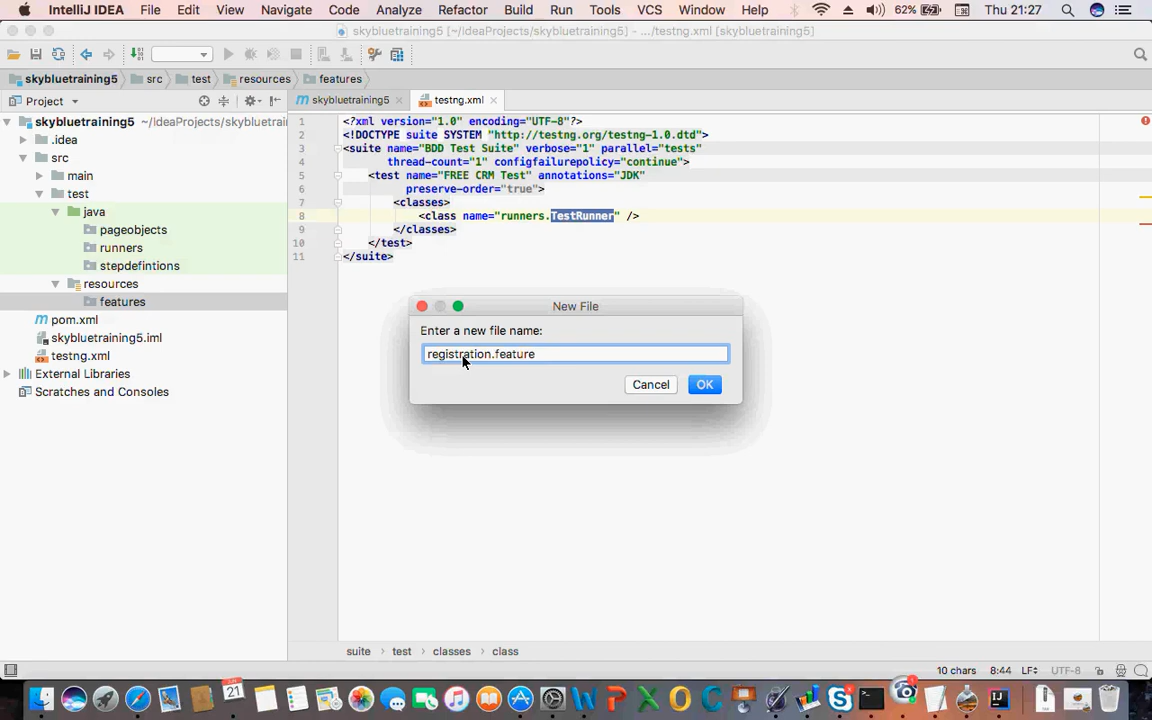 IntelliJ IDEA File Edit View Navigate Code Analyze Refactor Build Run Tools VCS Window Help 62% Thu 21:27
skybluetraining5 [~/IdeaProjects/skybluetraining5] - .../testng.xml [skybluetraining5]
skybluetraining5 src test resources features
Project skybluetraining5 testng.xml
skybluetraining5 ~/IdeaProjects/skybluetrai
.idea
src
main
test
java
pageobjects
runners
stepdefintions
resources
features
pom.xml
skybluetraining5.iml
testng.xml
External Libraries
Scratches and Consoles
1 <?xml version="1.0" encoding="UTF-8"?>
2 <!DOCTYPE suite SYSTEM "http://testng.org/testng-1.0.dtd">
3 <suite name="BDD Test Suite" verbose="1" parallel="tests"
4 thread-count="1" configfailurepolicy="continue">
5 <test name="FREE CRM Test" annotations="JDK"
6 preserve-order="true">
7 <classes>
8 <class name="runners.TestRunner" />
9 </classes>
10 </test>
11 </suite>
New File
Enter a new file name:
registration.feature
Cancel OK
suite test classes class
10 chars 8:44 LF UTF-8
JUN
21